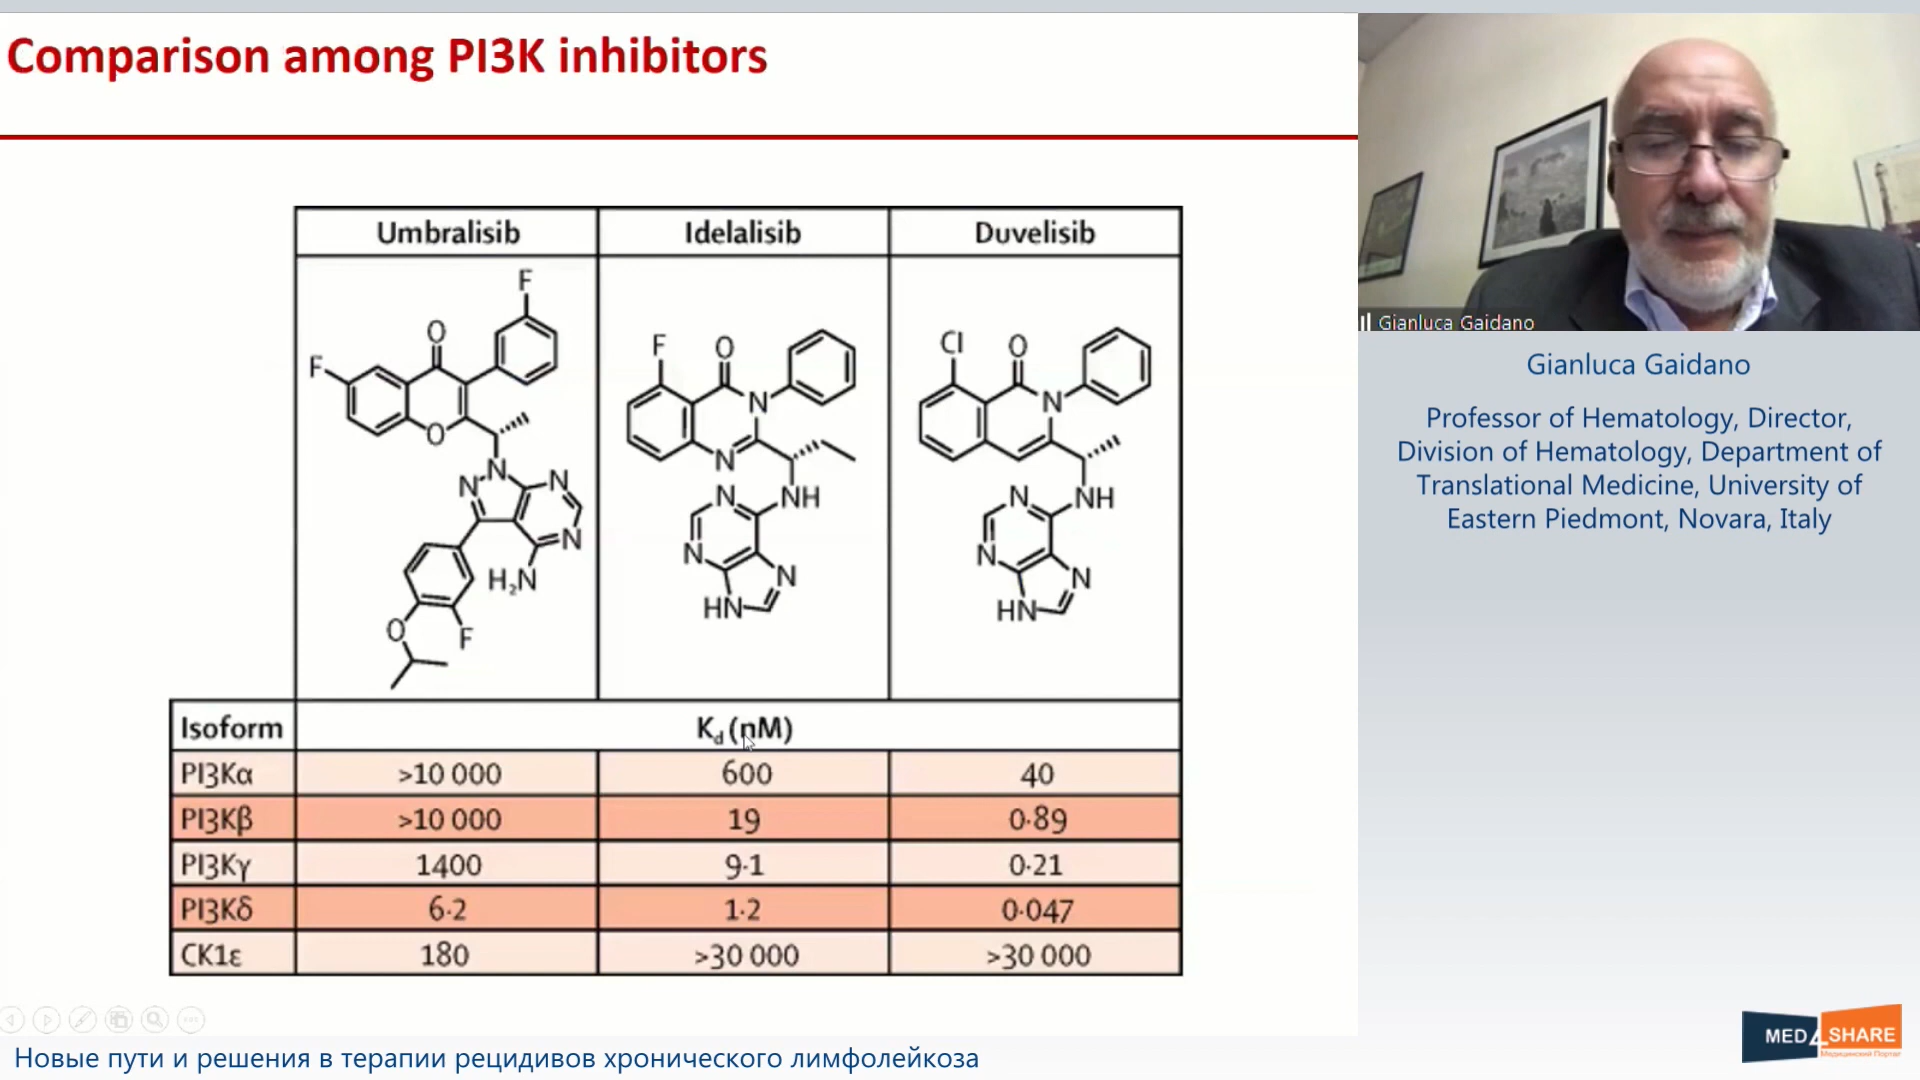 Comparison among PI3K inhibitors
Umbralisib Idelalisib Duvelisib
F
O
F
O
N
N
N
N
H₂N
O
F
F
O
N
N
N
NH
N
N
HN
Cl
O
N
N
NH
N
N
HN
Isoform Kd (nM)
PI3Kα >10 000 600 40
PI3Kβ >10 000 19 0·89
PI3Kγ 1400 9·1 0·21
PI3Kδ 6·2 1·2 0·047
CK1ε 180 >30 000 >30 000
Gianluca Gaidano
Gianluca Gaidano
Professor of Hematology, Director,
Division of Hematology, Department of
Translational Medicine, University of
Eastern Piedmont, Novara, Italy
MED4SHARE
Медицинский Портал
Новые пути и решения в терапии рецидивов хронического лимфолейкоза